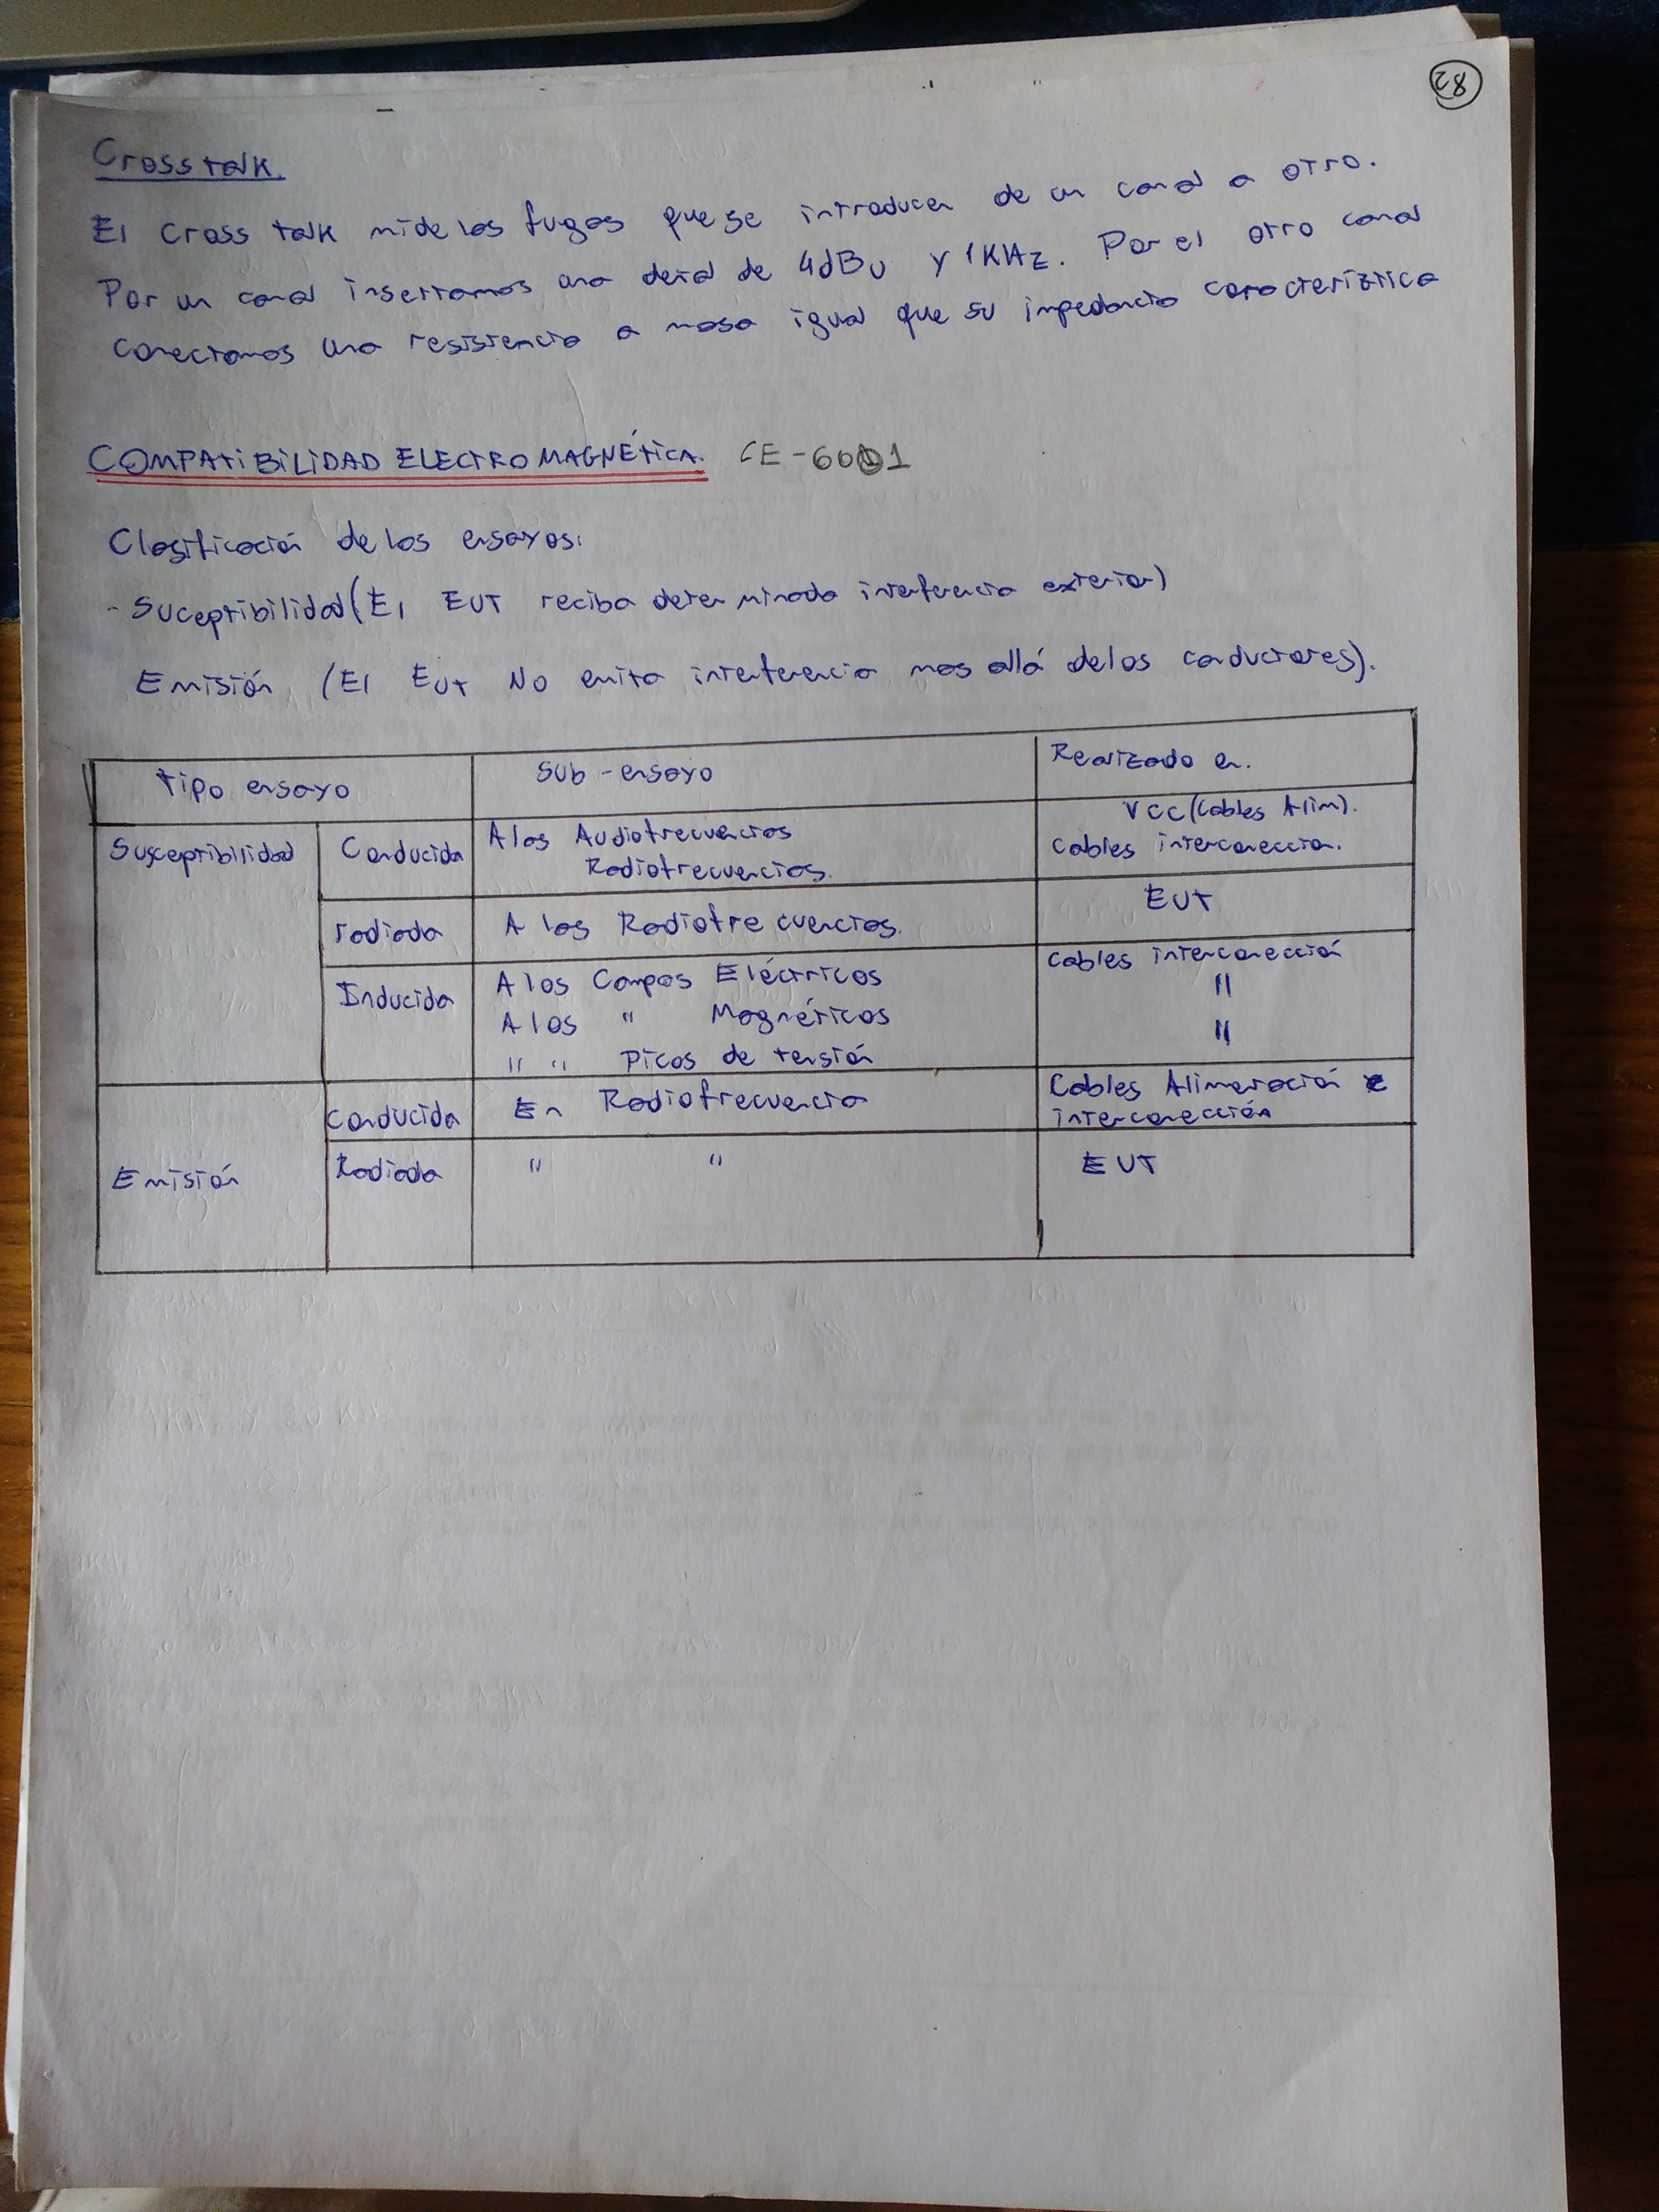 28
Cross talk.
El Cross talk mide las fugas que se introducen de un canal a otro.
Por un canal insertamos una señal de 4dBu y 1KHz. Por el otro canal
conectamos una resistencia a masa igual que su impedancia caracteríztica
COMPATIBILIDAD ELECTROMAGNÉTICA. CE-6001
Clasificación de los ensayos:
- Suceptibilidad (El EUT reciba determinada interferencia exterior)
Emisión (El EUT NO emita interferencia mas allá de los conductores).
Tipo ensayo Sub-ensayo Realizado en.
Susceptibilidad Conducida A las Audiofrecuencias VCC (Cables Alim).
Radiofrecuencias. Cables interconeccion.
radiada A las Radiofrecuencias. EUT
Inducida A los Campos Eléctricos Cables interconección
A los " Magnéticos "
" " Picos de tensión "
Conducida En Radiofrecuencia Cables Alimentación e
interconección
Emisión Radiada " " EUT